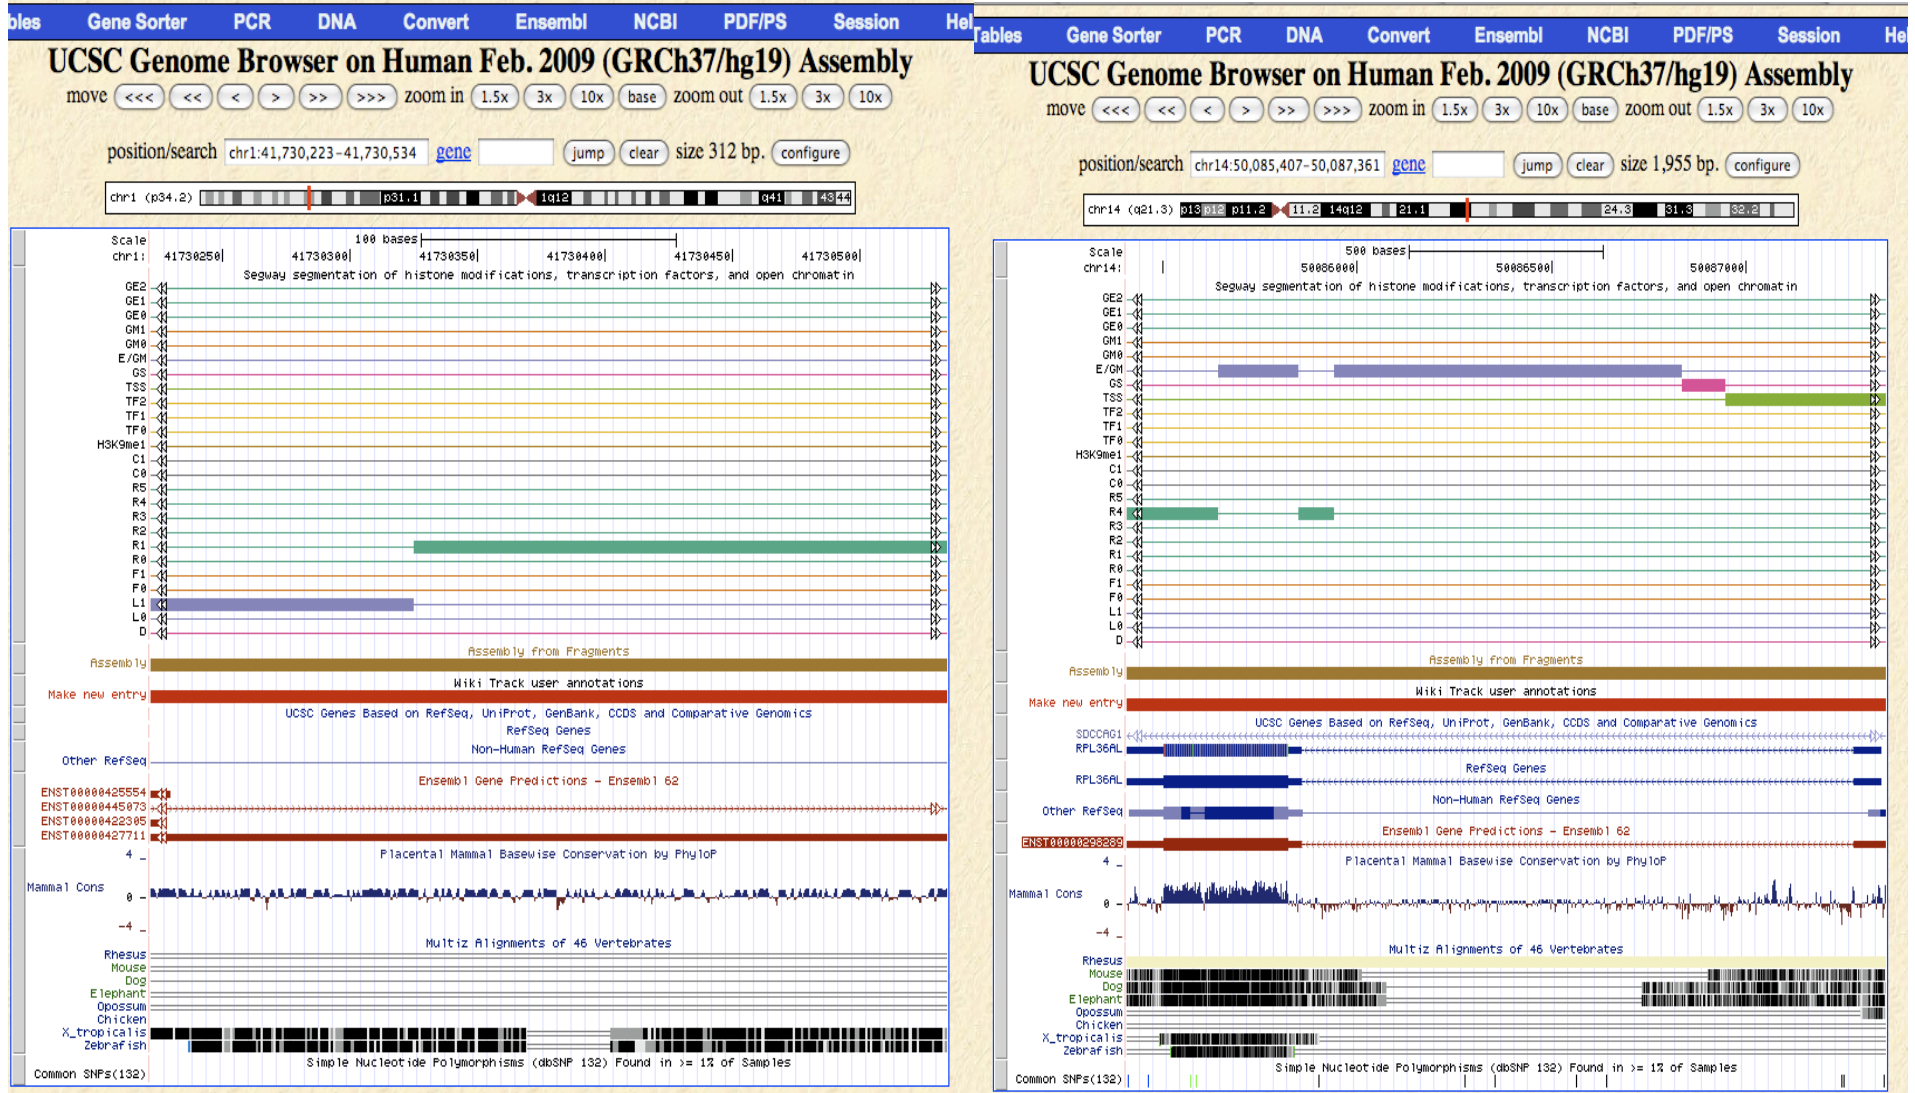 bles Gene Sorter PCR DNA Convert Ensembl NCBI PDF/PS Session Hel
UCSC Genome Browser on Human Feb. 2009 (GRCh37/hg19) Assembly
move <<< << < > >> >>> zoom in 1.5x 3x 10x base zoom out 1.5x 3x 10x
position/search chr1:41,730,223-41,730,534 gene jump clear size 312 bp. configure
chr1 (p34.2) p31.1 1q12 q41 43 44
Scale 100 bases
chr1: 41730250 41730300 41730350 41730400 41730450 41730500
Segway segmentation of histone modifications, transcription factors, and open chromatin
GE2
GE1
GE0
GM1
GM0
E/GM
GS
TSS
TF2
TF1
TF0
H3K9me1
C1
C0
R5
R4
R3
R2
R1
R0
F1
F0
L1
L0
D
Assembly from Fragments
Assembly
Wiki Track user annotations
Make new entry
UCSC Genes Based on RefSeq, UniProt, GenBank, CCDS and Comparative Genomics
RefSeq Genes
Non-Human RefSeq Genes
Other RefSeq
Ensembl Gene Predictions - Ensembl 62
ENST00000425554
ENST00000445073
ENST00000422305
ENST00000427711
4
Placental Mammal Basewise Conservation by PhyloP
Mammal Cons
0
-4
Multiz Alignments of 46 Vertebrates
Rhesus
Mouse
Dog
Elephant
Opossum
Chicken
X_tropicalis
Zebrafish
Simple Nucleotide Polymorphisms (dbSNP 132) Found in >= 1% of Samples
Common SNPs(132)
Tables Gene Sorter PCR DNA Convert Ensembl NCBI PDF/PS Session Hel
UCSC Genome Browser on Human Feb. 2009 (GRCh37/hg19) Assembly
move <<< << < > >> >>> zoom in 1.5x 3x 10x base zoom out 1.5x 3x 10x
position/search chr14:50,085,407-50,087,361 gene jump clear size 1,955 bp. configure
chr14 (q21.3) p13 p12 p11.2 11.2 14q12 21.1 24.3 31.3 32.2
Scale 500 bases
chr14: 50086000 50086500 50087000
Segway segmentation of histone modifications, transcription factors, and open chromatin
GE2
GE1
GE0
GM1
GM0
E/GM
GS
TSS
TF2
TF1
TF0
H3K9me1
C1
C0
R5
R4
R3
R2
R1
R0
F1
F0
L1
L0
D
Assembly from Fragments
Assembly
Wiki Track user annotations
Make new entry
UCSC Genes Based on RefSeq, UniProt, GenBank, CCDS and Comparative Genomics
SDCCAG1
RPL36AL
RefSeq Genes
RPL36AL
Non-Human RefSeq Genes
Other RefSeq
Ensembl Gene Predictions - Ensembl 62
ENST00000298289
4
Placental Mammal Basewise Conservation by PhyloP
Mammal Cons
0
-4
Multiz Alignments of 46 Vertebrates
Rhesus
Mouse
Dog
Elephant
Opossum
Chicken
X_tropicalis
Zebrafish
Simple Nucleotide Polymorphisms (dbSNP 132) Found in >= 1% of Samples
Common SNPs(132)